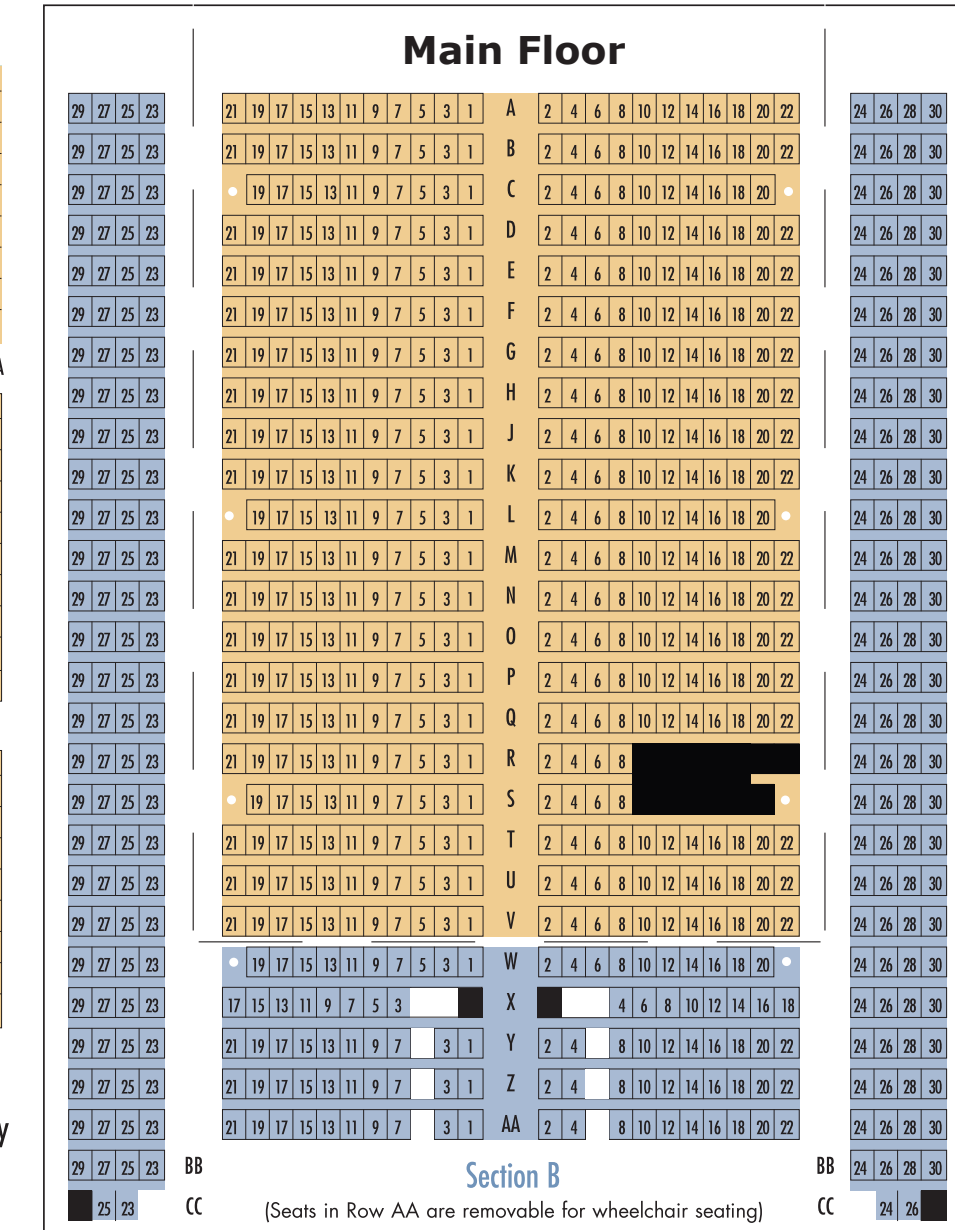 Main Floor
29 27 25 23 21 19 17 15 13 11 9 7 5 3 1 A 2 4 6 8 10 12 14 16 18 20 22 24 26 28 30
29 27 25 23 21 19 17 15 13 11 9 7 5 3 1 B 2 4 6 8 10 12 14 16 18 20 22 24 26 28 30
29 27 25 23 19 17 15 13 11 9 7 5 3 1 C 2 4 6 8 10 12 14 16 18 20 24 26 28 30
29 27 25 23 21 19 17 15 13 11 9 7 5 3 1 D 2 4 6 8 10 12 14 16 18 20 22 24 26 28 30
29 27 25 23 21 19 17 15 13 11 9 7 5 3 1 E 2 4 6 8 10 12 14 16 18 20 22 24 26 28 30
29 27 25 23 21 19 17 15 13 11 9 7 5 3 1 F 2 4 6 8 10 12 14 16 18 20 22 24 26 28 30
29 27 25 23 21 19 17 15 13 11 9 7 5 3 1 G 2 4 6 8 10 12 14 16 18 20 22 24 26 28 30
29 27 25 23 21 19 17 15 13 11 9 7 5 3 1 H 2 4 6 8 10 12 14 16 18 20 22 24 26 28 30
29 27 25 23 21 19 17 15 13 11 9 7 5 3 1 J 2 4 6 8 10 12 14 16 18 20 22 24 26 28 30
29 27 25 23 21 19 17 15 13 11 9 7 5 3 1 K 2 4 6 8 10 12 14 16 18 20 22 24 26 28 30
29 27 25 23 19 17 15 13 11 9 7 5 3 1 L 2 4 6 8 10 12 14 16 18 20 24 26 28 30
29 27 25 23 21 19 17 15 13 11 9 7 5 3 1 M 2 4 6 8 10 12 14 16 18 20 22 24 26 28 30
29 27 25 23 21 19 17 15 13 11 9 7 5 3 1 N 2 4 6 8 10 12 14 16 18 20 22 24 26 28 30
29 27 25 23 21 19 17 15 13 11 9 7 5 3 1 O 2 4 6 8 10 12 14 16 18 20 22 24 26 28 30
29 27 25 23 21 19 17 15 13 11 9 7 5 3 1 P 2 4 6 8 10 12 14 16 18 20 22 24 26 28 30
29 27 25 23 21 19 17 15 13 11 9 7 5 3 1 Q 2 4 6 8 10 12 14 16 18 20 22 24 26 28 30
29 27 25 23 21 19 17 15 13 11 9 7 5 3 1 R 2 4 6 8 24 26 28 30
29 27 25 23 19 17 15 13 11 9 7 5 3 1 S 2 4 6 8 24 26 28 30
29 27 25 23 21 19 17 15 13 11 9 7 5 3 1 T 2 4 6 8 10 12 14 16 18 20 22 24 26 28 30
29 27 25 23 21 19 17 15 13 11 9 7 5 3 1 U 2 4 6 8 10 12 14 16 18 20 22 24 26 28 30
29 27 25 23 21 19 17 15 13 11 9 7 5 3 1 V 2 4 6 8 10 12 14 16 18 20 22 24 26 28 30
29 27 25 23 19 17 15 13 11 9 7 5 3 1 W 2 4 6 8 10 12 14 16 18 20 24 26 28 30
29 27 25 23 17 15 13 11 9 7 5 3 X 4 6 8 10 12 14 16 18 24 26 28 30
29 27 25 23 21 19 17 15 13 11 9 7 3 1 Y 2 4 8 10 12 14 16 18 20 22 24 26 28 30
29 27 25 23 21 19 17 15 13 11 9 7 3 1 Z 2 4 8 10 12 14 16 18 20 22 24 26 28 30
29 27 25 23 21 19 17 15 13 11 9 7 3 1 AA 2 4 8 10 12 14 16 18 20 22 24 26 28 30
29 27 25 23 BB Section B BB 24 26 28 30
25 23 CC (Seats in Row AA are removable for wheelchair seating) CC 24 26